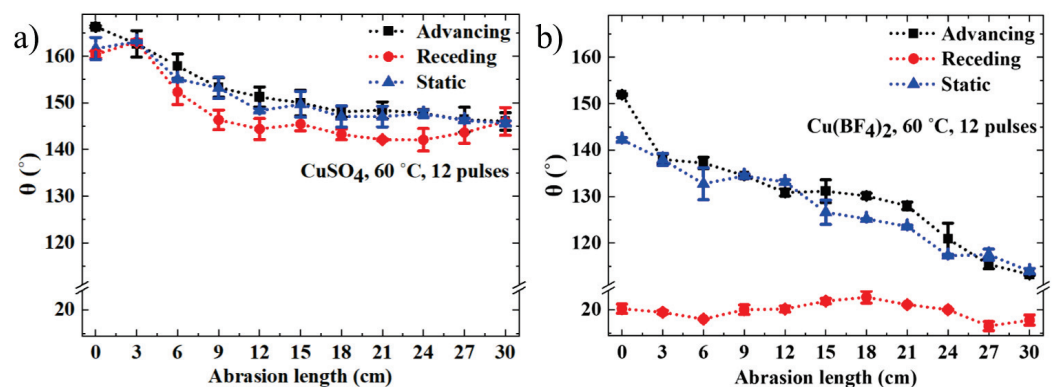 a)
θ (°)
160
150
140
130
120
20
Advancing
Receding
Static
CuSO4, 60 °C, 12 pulses
0 3 6 9 12 15 18 21 24 27 30
Abrasion length (cm)
b)
θ (°)
160
150
140
130
120
20
Advancing
Receding
Static
Cu(BF4)2, 60 °C, 12 pulses
0 3 6 9 12 15 18 21 24 27 30
Abrasion length (cm)